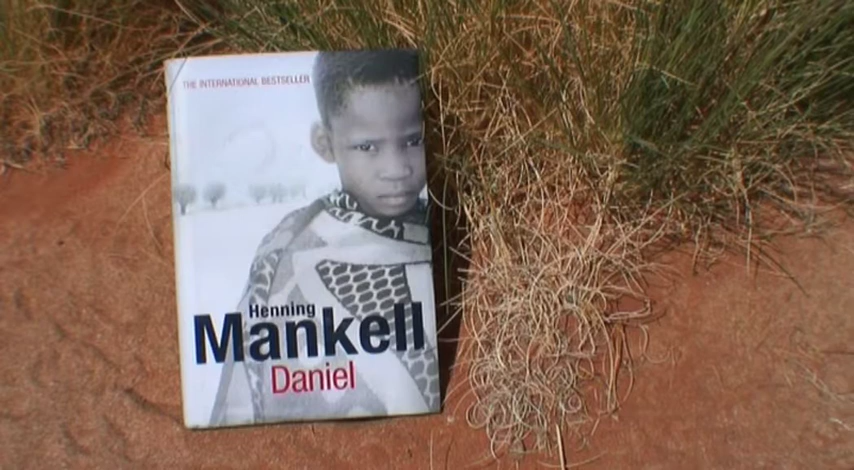 THE INTERNATIONAL BESTSELLER
Henning
Mankell
Daniel